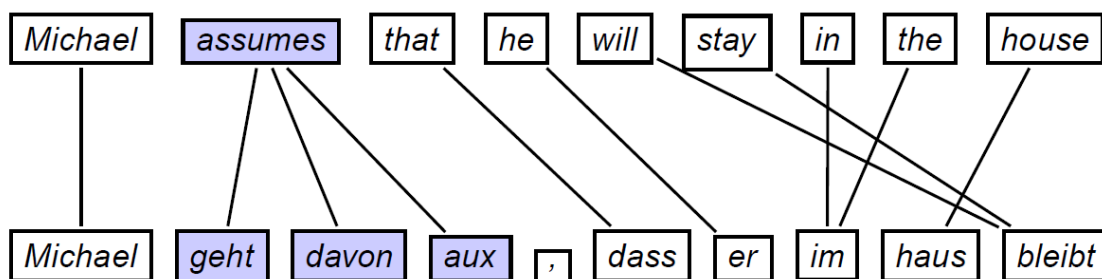 Michael assumes that he will stay in the house
Michael geht davon aux , dass er im haus bleibt